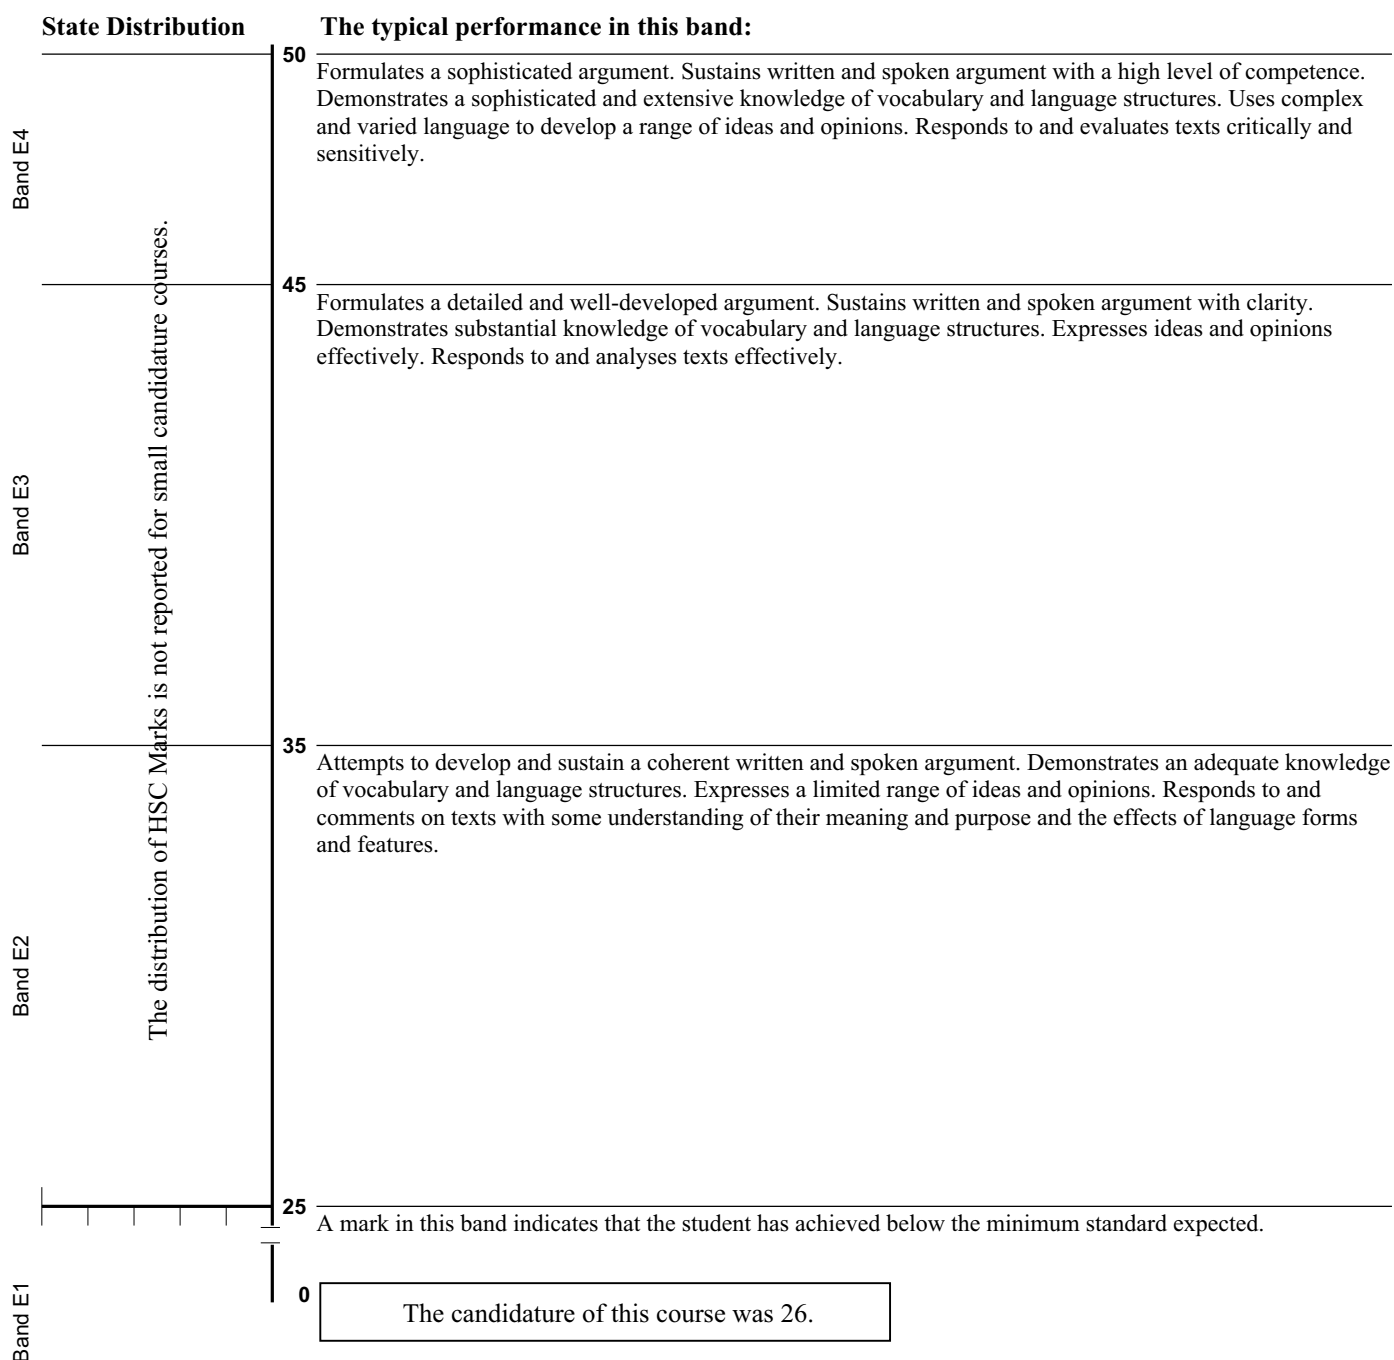 State Distribution
The typical performance in this band:
50
Formulates a sophisticated argument. Sustains written and spoken argument with a high level of competence.
Demonstrates a sophisticated and extensive knowledge of vocabulary and language structures. Uses complex
and varied language to develop a range of ideas and opinions. Responds to and evaluates texts critically and
sensitively.
Band E4
45
Formulates a detailed and well-developed argument. Sustains written and spoken argument with clarity.
Demonstrates substantial knowledge of vocabulary and language structures. Expresses ideas and opinions
effectively. Responds to and analyses texts effectively.
Band E3
The distribution of HSC Marks is not reported for small candidature courses.
35
Attempts to develop and sustain a coherent written and spoken argument. Demonstrates an adequate knowledge
of vocabulary and language structures. Expresses a limited range of ideas and opinions. Responds to and
comments on texts with some understanding of their meaning and purpose and the effects of language forms
and features.
Band E2
25
A mark in this band indicates that the student has achieved below the minimum standard expected.
0
Band E1
The candidature of this course was 26.